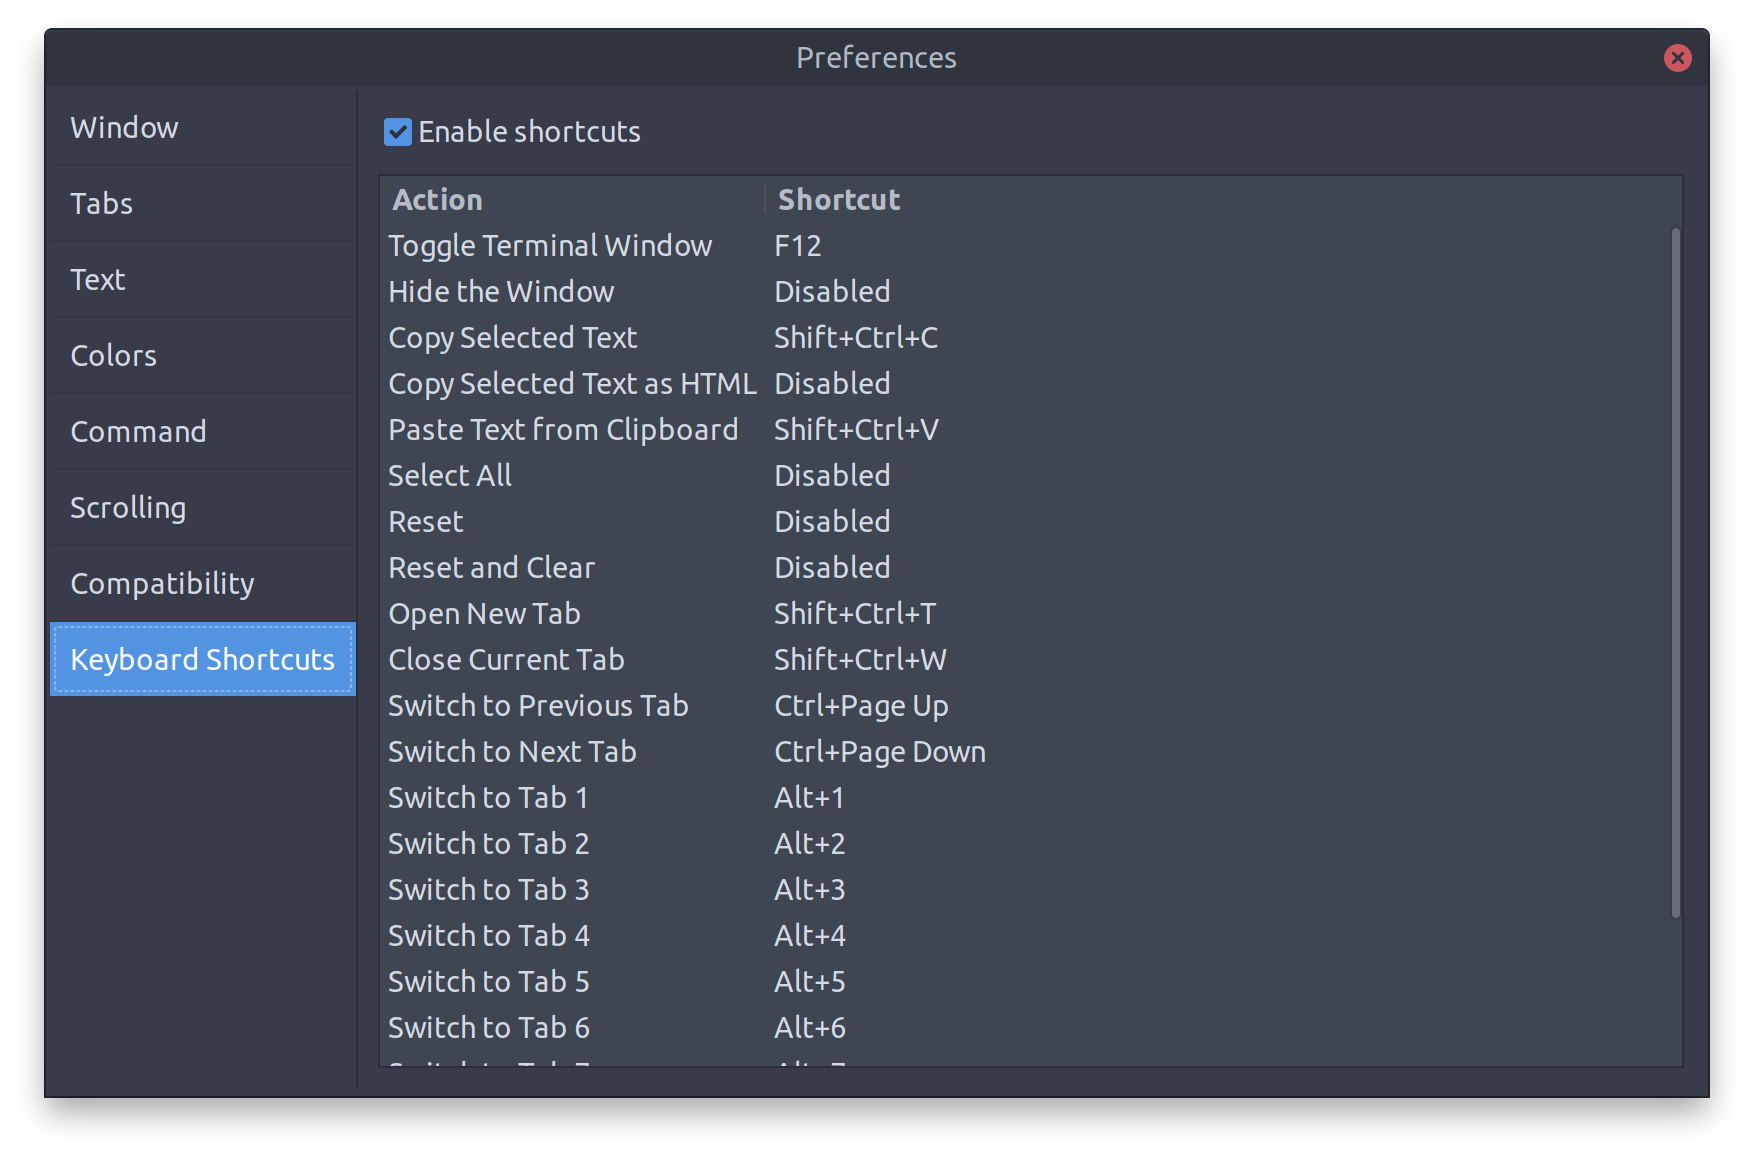 Preferences
Window
Tabs
Text
Colors
Command
Scrolling
Compatibility
Keyboard Shortcuts
Enable shortcuts
Action Shortcut
Toggle Terminal Window F12
Hide the Window Disabled
Copy Selected Text Shift+Ctrl+C
Copy Selected Text as HTML Disabled
Paste Text from Clipboard Shift+Ctrl+V
Select All Disabled
Reset Disabled
Reset and Clear Disabled
Open New Tab Shift+Ctrl+T
Close Current Tab Shift+Ctrl+W
Switch to Previous Tab Ctrl+Page Up
Switch to Next Tab Ctrl+Page Down
Switch to Tab 1 Alt+1
Switch to Tab 2 Alt+2
Switch to Tab 3 Alt+3
Switch to Tab 4 Alt+4
Switch to Tab 5 Alt+5
Switch to Tab 6 Alt+6